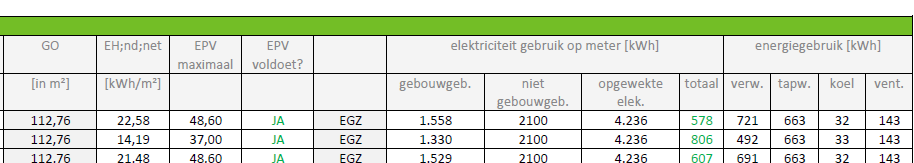 GO EH;nd;net EPV maximaal EPV voldoet? elektriciteit gebruik op meter [kWh] energiegebruik [kWh]
[in m²] [kWh/m²] gebouwgeb. niet gebouwgeb. opgewekte elek. totaal verw. tapw. koel vent.
112,76 22,58 48,60 JA EGZ 1.558 2100 4.236 578 721 663 32 143
112,76 14,19 37,00 JA EGZ 1.330 2100 4.236 806 492 663 33 143
112,76 21,48 48,60 JA EGZ 1.529 2100 4.236 607 691 663 32 143